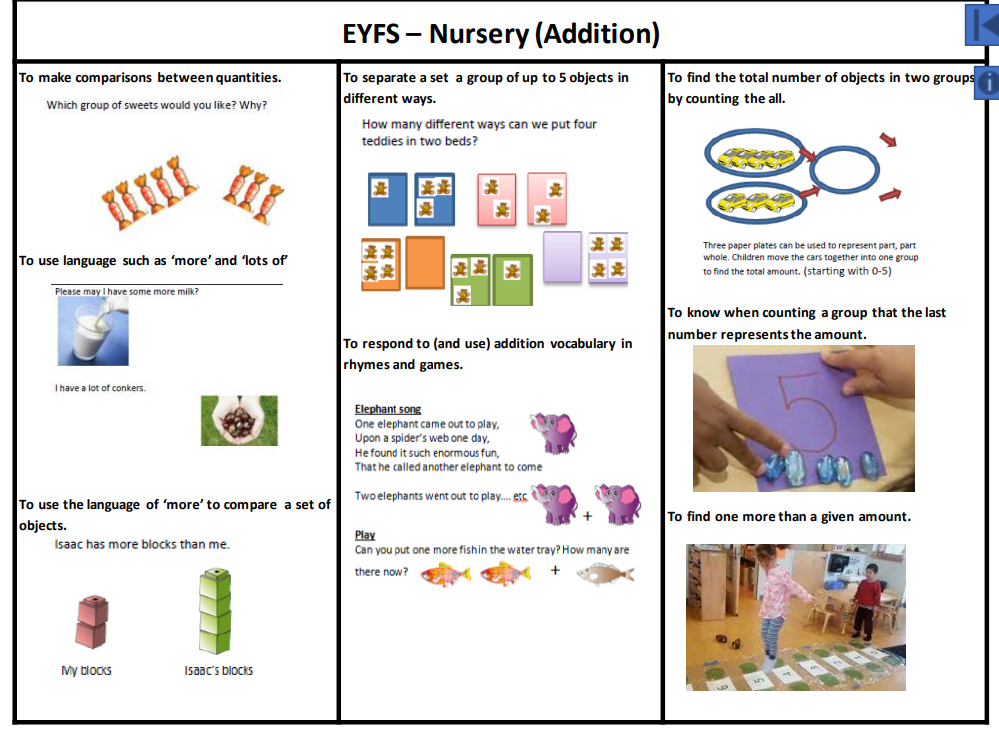 EYFS – Nursery (Addition)
To make comparisons between quantities.
Which group of sweets would you like? Why?
To use language such as ‘more’ and ‘lots of’
Please may I have some more milk?
I have a lot of conkers.
To use the language of ‘more’ to compare a set of
objects.
Isaac has more blocks than me.
My blocks
Isaac's blocks
To separate a set a group of up to 5 objects in
different ways.
How many different ways can we put four
teddies in two beds?
To respond to (and use) addition vocabulary in
rhymes and games.
Elephant song
One elephant came out to play,
Upon a spider's web one day,
He found it such enormous fun,
That he called another elephant to come
Two elephants went out to play.... etc
+
Play
Can you put one more fish in the water tray? How many are
there now?
+
To find the total number of objects in two groups
by counting the all.
Three paper plates can be used to represent part, part
whole. Children move the cars together into one group
to find the total amount. (starting with 0-5)
To know when counting a group that the last
number represents the amount.
5
To find one more than a given amount.
6 5 4 3 2 1